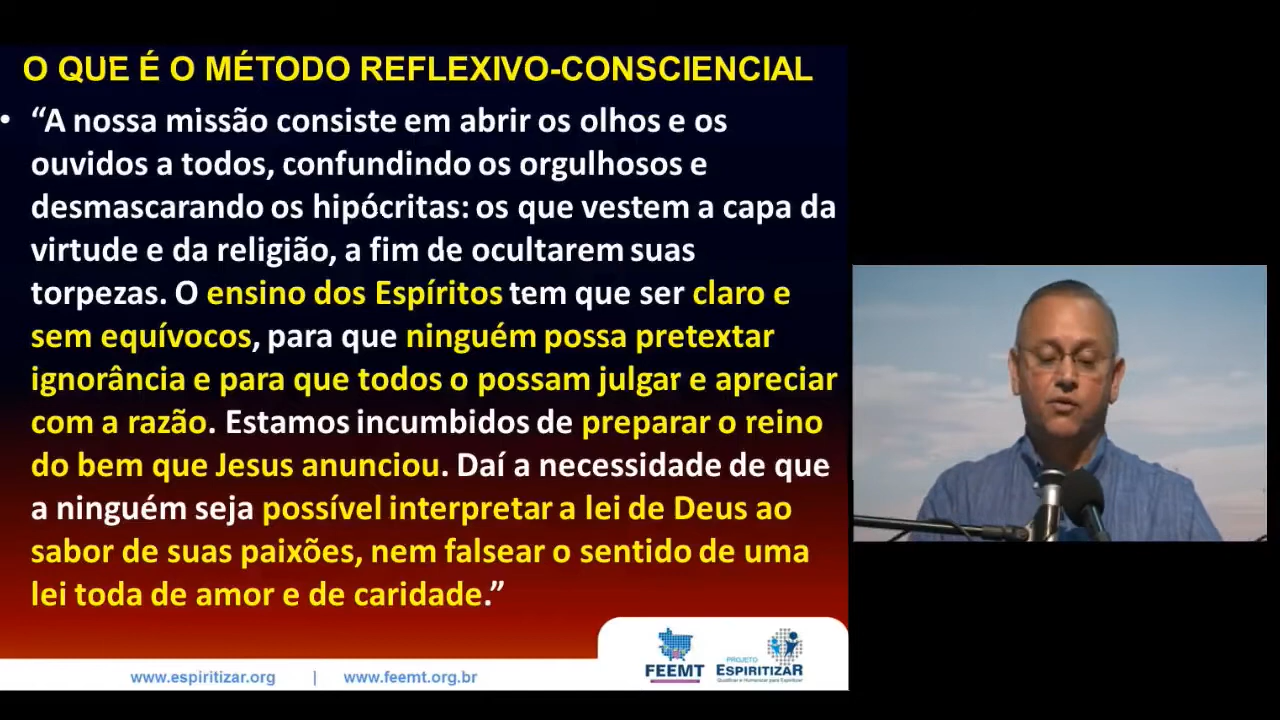 O QUE É O MÉTODO REFLEXIVO-CONSCIENCIAL
• “A nossa missão consiste em abrir os olhos e os
ouvidos a todos, confundindo os orgulhosos e
desmascarando os hipócritas: os que vestem a capa da
virtude e da religião, a fim de ocultarem suas
torpezas. O ensino dos Espíritos tem que ser claro e
sem equívocos, para que ninguém possa pretextar
ignorância e para que todos o possam julgar e apreciar
com a razão. Estamos incumbidos de preparar o reino
do bem que Jesus anunciou. Daí a necessidade de que
a ninguém seja possível interpretar a lei de Deus ao
sabor de suas paixões, nem falsear o sentido de uma
lei toda de amor e de caridade.”
www.espiritizar.org | www.feemt.org.br
FEEMT
PROJETO
ESPIRITIZAR
Qualificar e Humanizar para Espiritizar